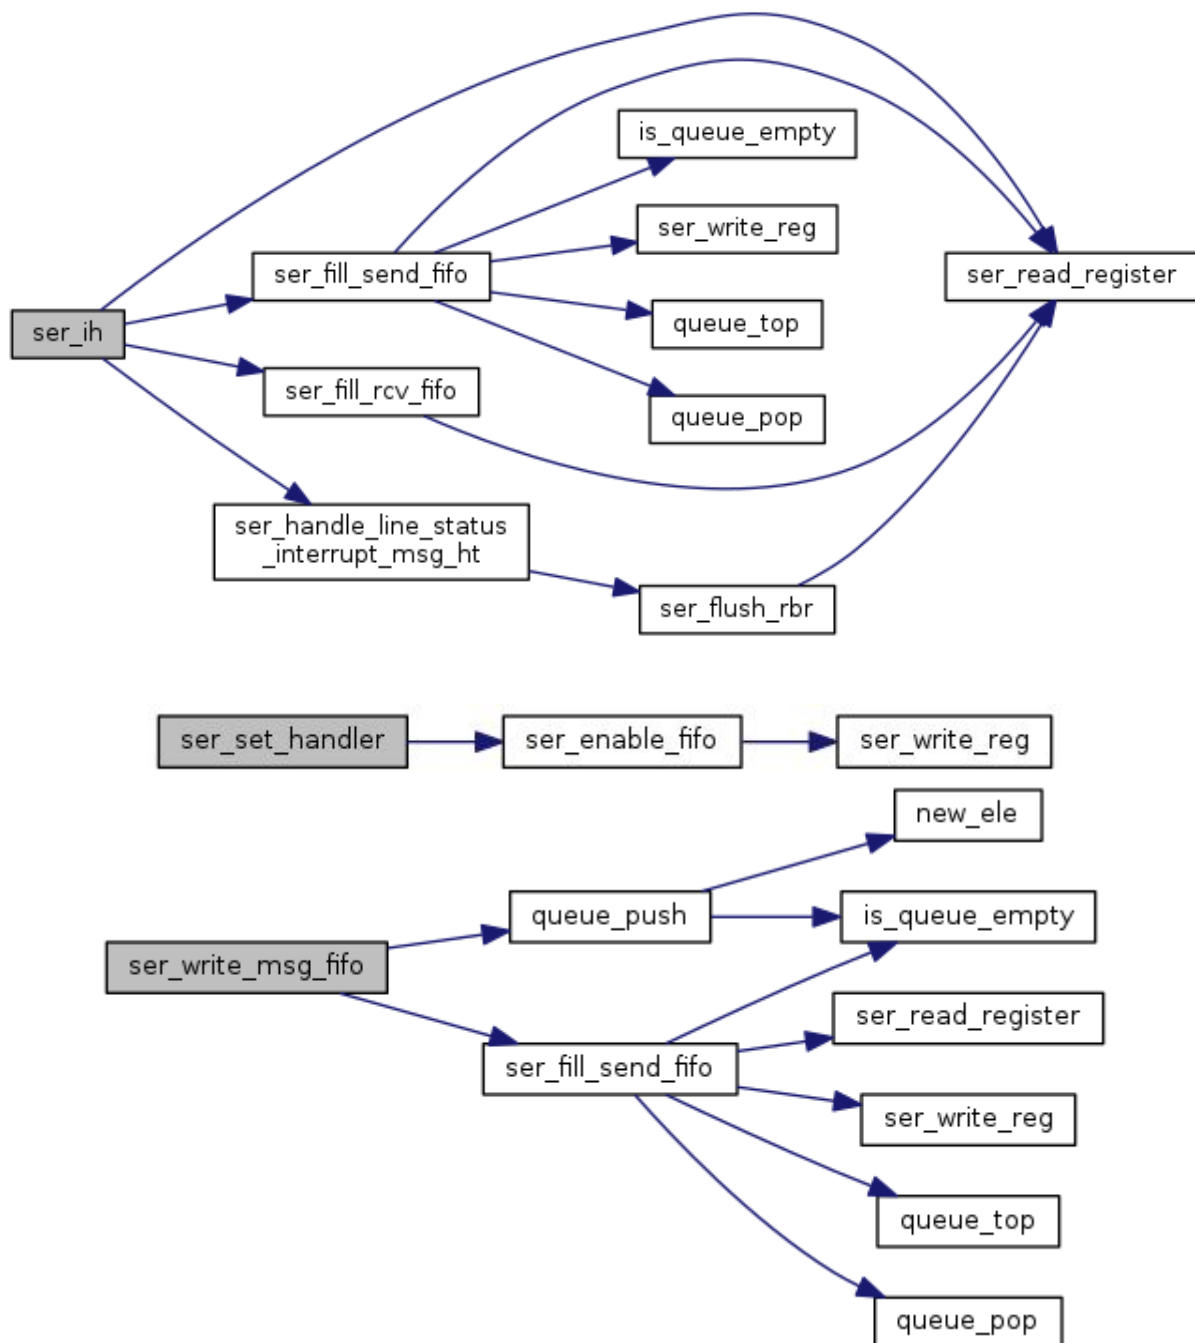 is_queue_empty
ser_write_reg
ser_fill_send_fifo
ser_read_register
queue_top
ser_ih
ser_fill_rcv_fifo
queue_pop
ser_handle_line_status
_interrupt_msg_ht
ser_flush_rbr
ser_set_handler
ser_enable_fifo
ser_write_reg
new_ele
queue_push
is_queue_empty
ser_write_msg_fifo
ser_read_register
ser_fill_send_fifo
ser_write_reg
queue_top
queue_pop